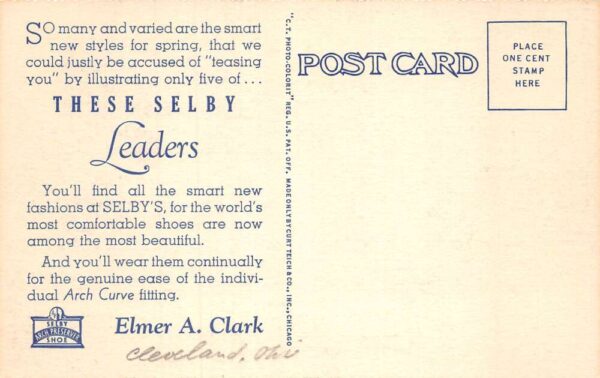 So many and varied are the smart
new styles for spring, that we
could justly be accused of "teasing
you" by illustrating only five of ...
THESE SELBY
Leaders
You'll find all the smart new
fashions at SELBY'S, for the world's
most comfortable shoes are now
among the most beautiful.
And you'll wear them continually
for the genuine ease of the indivi-
dual Arch Curve fitting.
SELBY
ARCH PRESERVER
SHOE
Elmer A. Clark
Cleveland, Ohio
"C.T. PHOTO-COLORIT" REG. U.S. PAT. OFF. MADE ONLY BY CURT TEICH & CO., INC., CHICAGO
POST CARD
PLACE
ONE CENT
STAMP
HERE